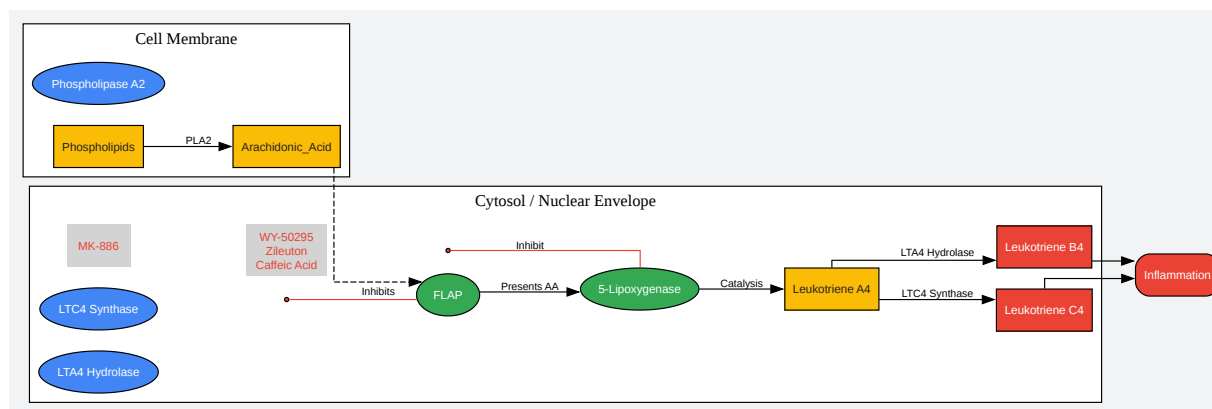 Cell Membrane
Phospholipase A2
Phospholipids
PLA2
Arachidonic_Acid
Cytosol / Nuclear Envelope
MK-886
WY-50295
Zileuton
Caffeic Acid
LTC4 Synthase
LTA4 Hydrolase
Inhibits
FLAP
Inhibit
Presents AA
5-Lipoxygenase
Catalysis
Leukotriene A4
LTA4 Hydrolase
LTC4 Synthase
Leukotriene B4
Leukotriene C4
Inflammation